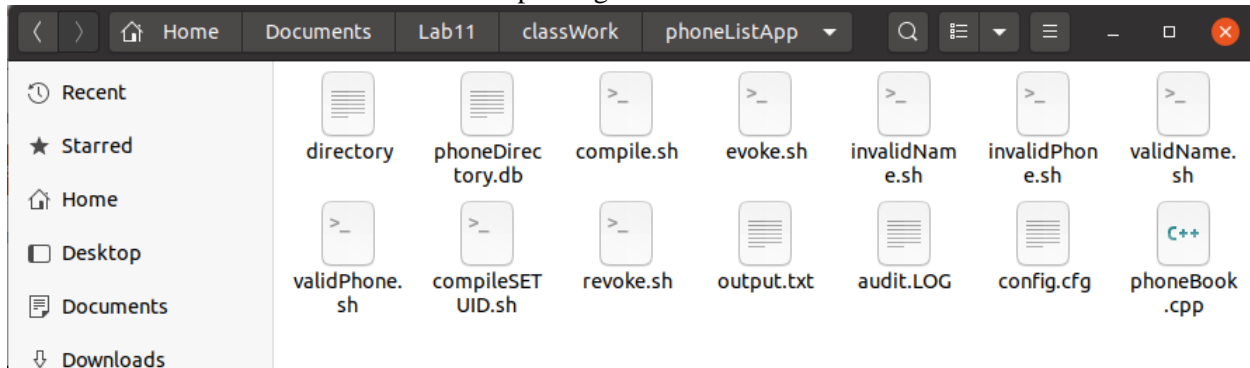 Home Documents Lab11 classWork phoneListApp
Recent
Starred
Home
Desktop
Documents
Downloads
directory phoneDirec compile.sh evoke.sh invalidNam invalidPhon validName.
tory.db e.sh e.sh sh
validPhone. compileSET revoke.sh output.txt audit.LOG config.cfg phoneBook
sh UID.sh .cpp
C++